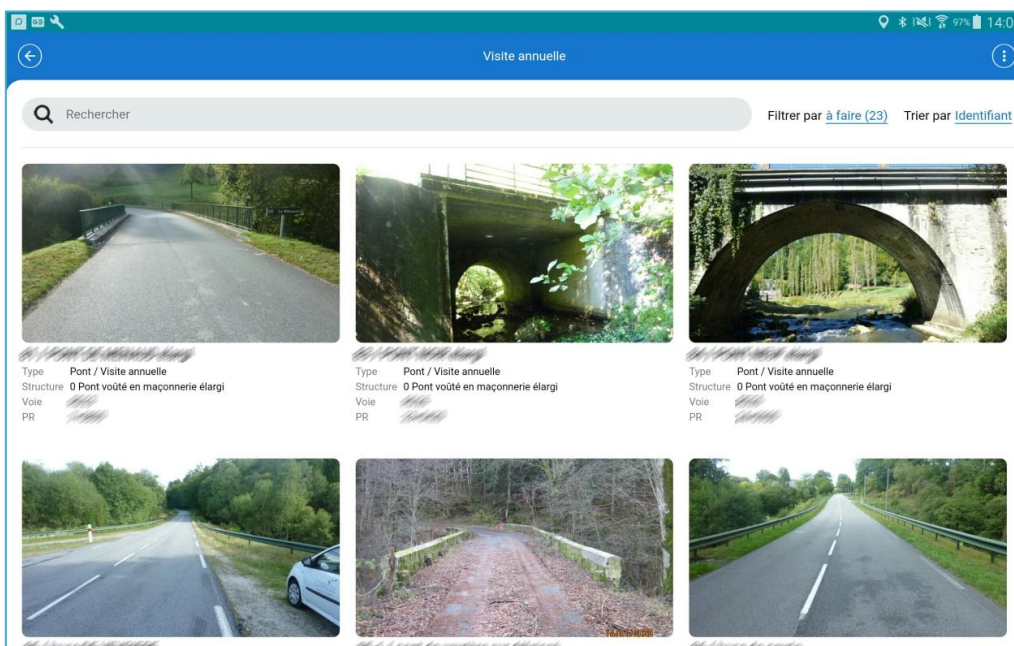 97% 14:0
Visite annuelle
Rechercher
Filtrer par à faire (23) Trier par Identifiant
Type Pont / Visite annuelle
Structure 0 Pont voûté en maçonnerie élargi
Voie
PR
Type Pont / Visite annuelle
Structure 0 Pont voûté en maçonnerie élargi
Voie
PR
Type Pont / Visite annuelle
Structure 0 Pont voûté en maçonnerie élargi
Voie
PR